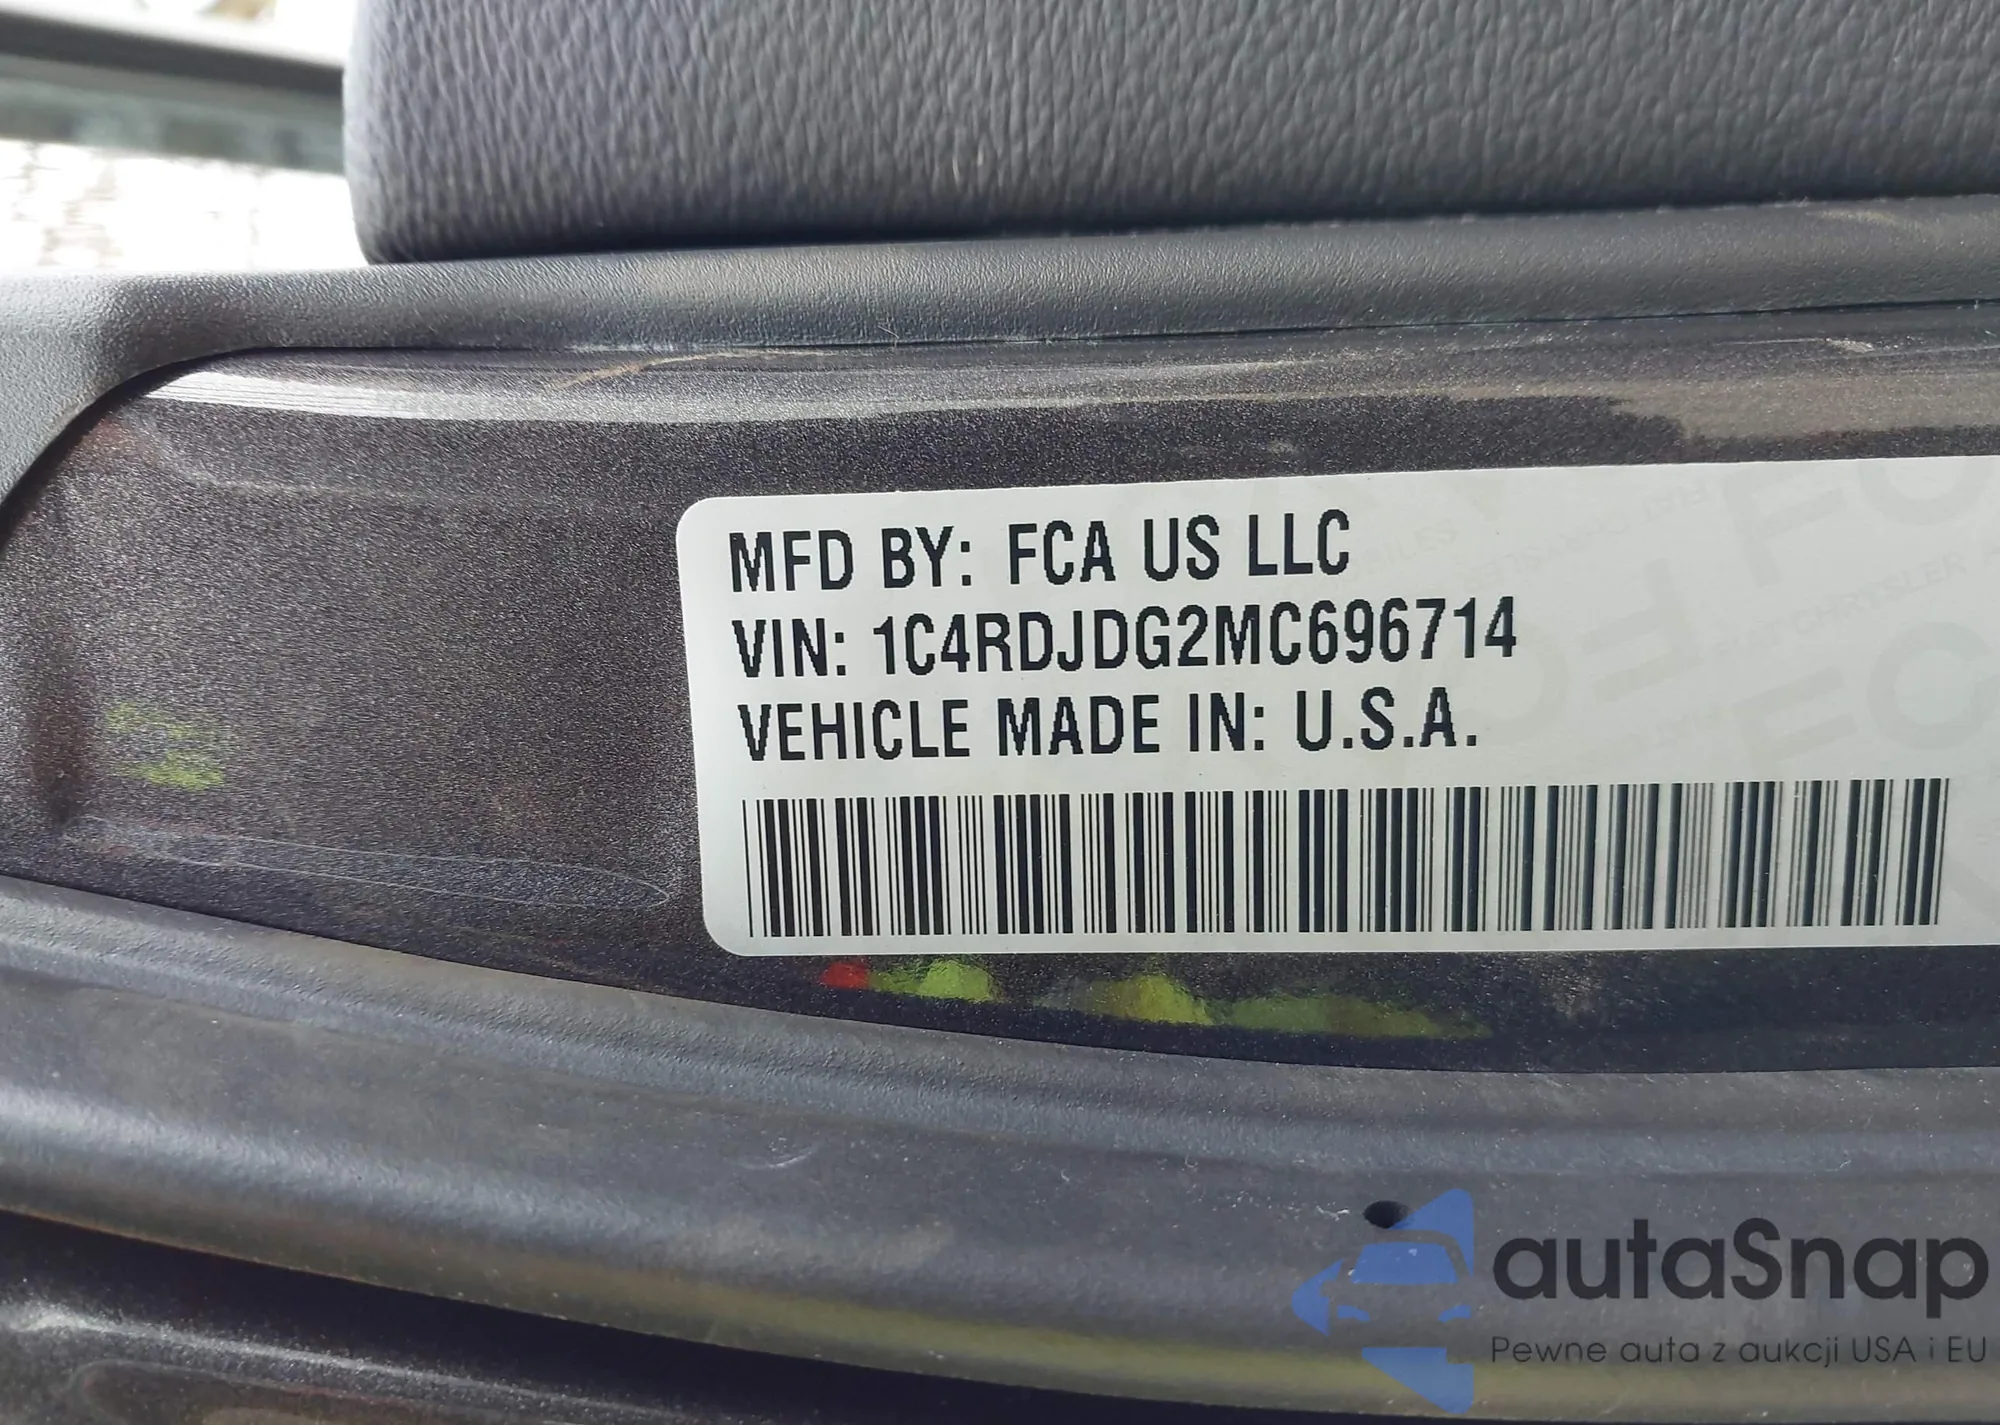 MFD BY: FCA US LLC
VIN: 1C4RDJDG2MC696714
VEHICLE MADE IN: U.S.A.
autaSnap
Pewne auta z aukcji USA i EU